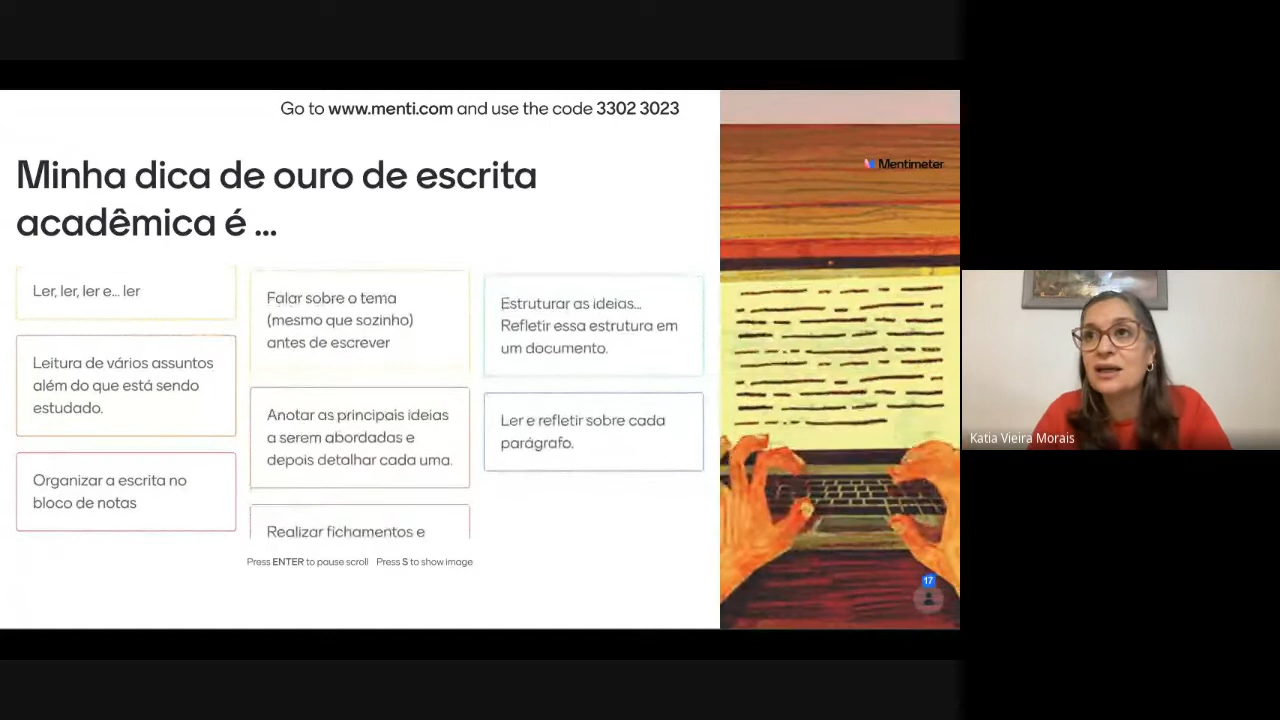 Go to www.menti.com and use the code 3302 3023
Mentimeter
Minha dica de ouro de escrita
acadêmica é ...
Ler, ler, ler e... ler
Leitura de vários assuntos
além do que está sendo
estudado.
Organizar a escrita no
bloco de notas
Falar sobre o tema
(mesmo que sozinho)
antes de escrever
Anotar as principais ideias
a serem abordadas e
depois detalhar cada uma.
Realizar fichamentos e
Estruturar as ideias...
Refletir essa estrutura em
um documento.
Ler e refletir sobre cada
parágrafo.
Press ENTER to pause scroll Press S to show image
17
Katia Vieira Morais